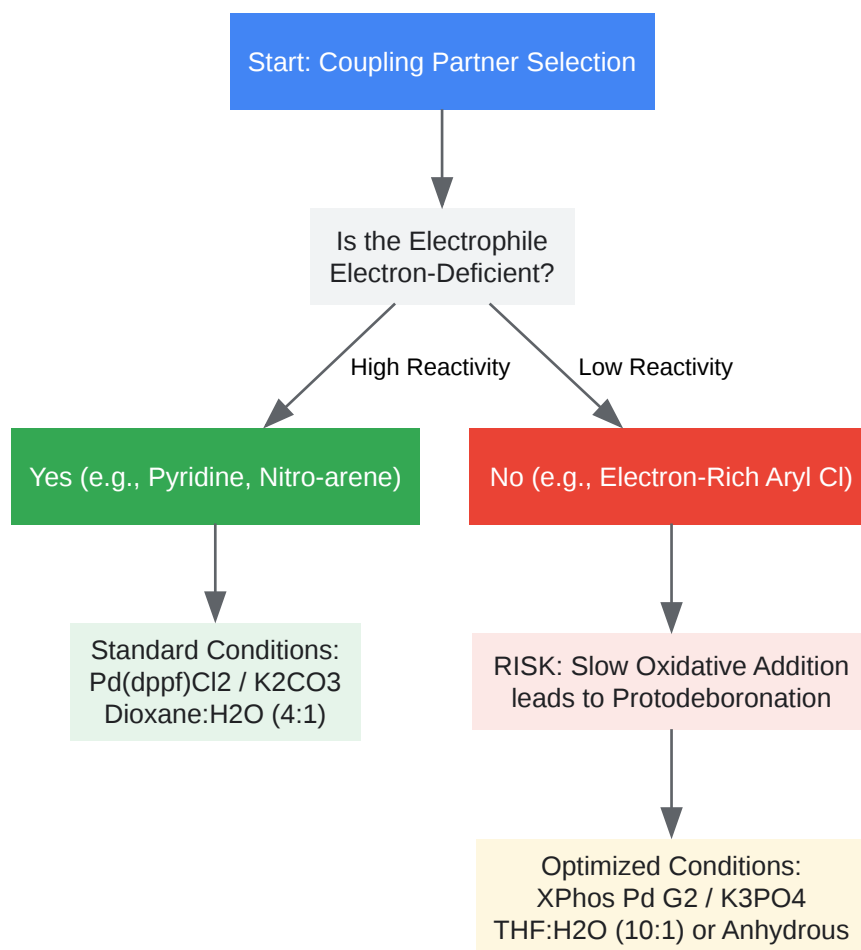 Start: Coupling Partner Selection
Is the Electrophile
Electron-Deficient?
High Reactivity
Low Reactivity
Yes (e.g., Pyridine, Nitro-arene)
No (e.g., Electron-Rich Aryl Cl)
Standard Conditions:
Pd(dppf)Cl2 / K2CO3
Dioxane:H2O (4:1)
RISK: Slow Oxidative Addition
leads to Protodeboronation
Optimized Conditions:
XPhos Pd G2 / K3PO4
THF:H2O (10:1) or Anhydrous